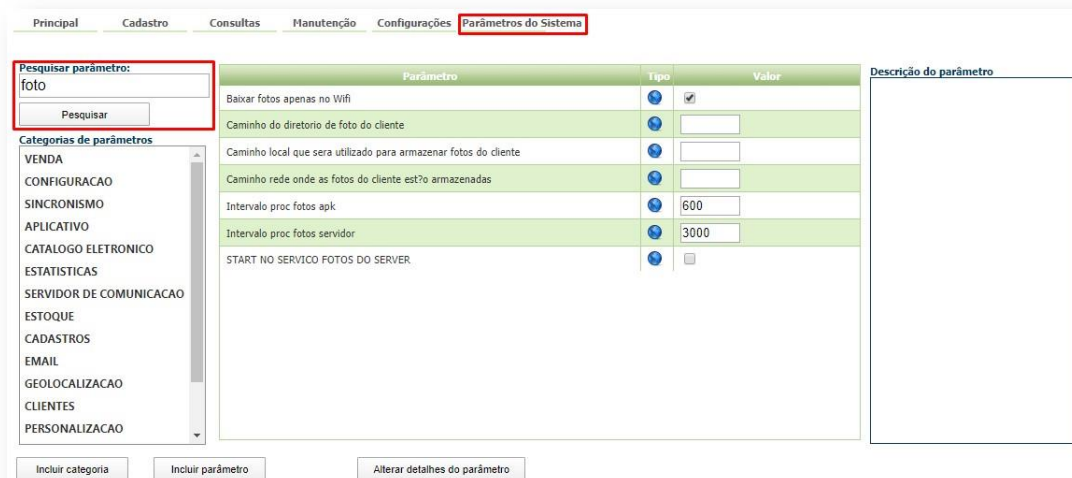 Principal Cadastro Consultas Manutenção Configurações Parâmetros do Sistema
Pesquisar parâmetro:
foto
Pesquisar
Categorias de parâmetros
VENDA
CONFIGURACAO
SINCRONISMO
APLICATIVO
CATALOGO ELETRONICO
ESTATISTICAS
SERVIDOR DE COMUNICACAO
ESTOQUE
CADASTROS
EMAIL
GEOLOCALIZACAO
CLIENTES
PERSONALIZACAO
Parâmetro Tipo Valor
Baixar fotos apenas no Wifi
Caminho do diretorio de foto do cliente
Caminho local que sera utilizado para armazenar fotos do cliente
Caminho rede onde as fotos do cliente est?o armazenadas
Intervalo proc fotos apk 600
Intervalo proc fotos servidor 3000
START NO SERVICO FOTOS DO SERVER
Descrição do parâmetro
Incluir categoria Incluir parâmetro Alterar detalhes do parâmetro